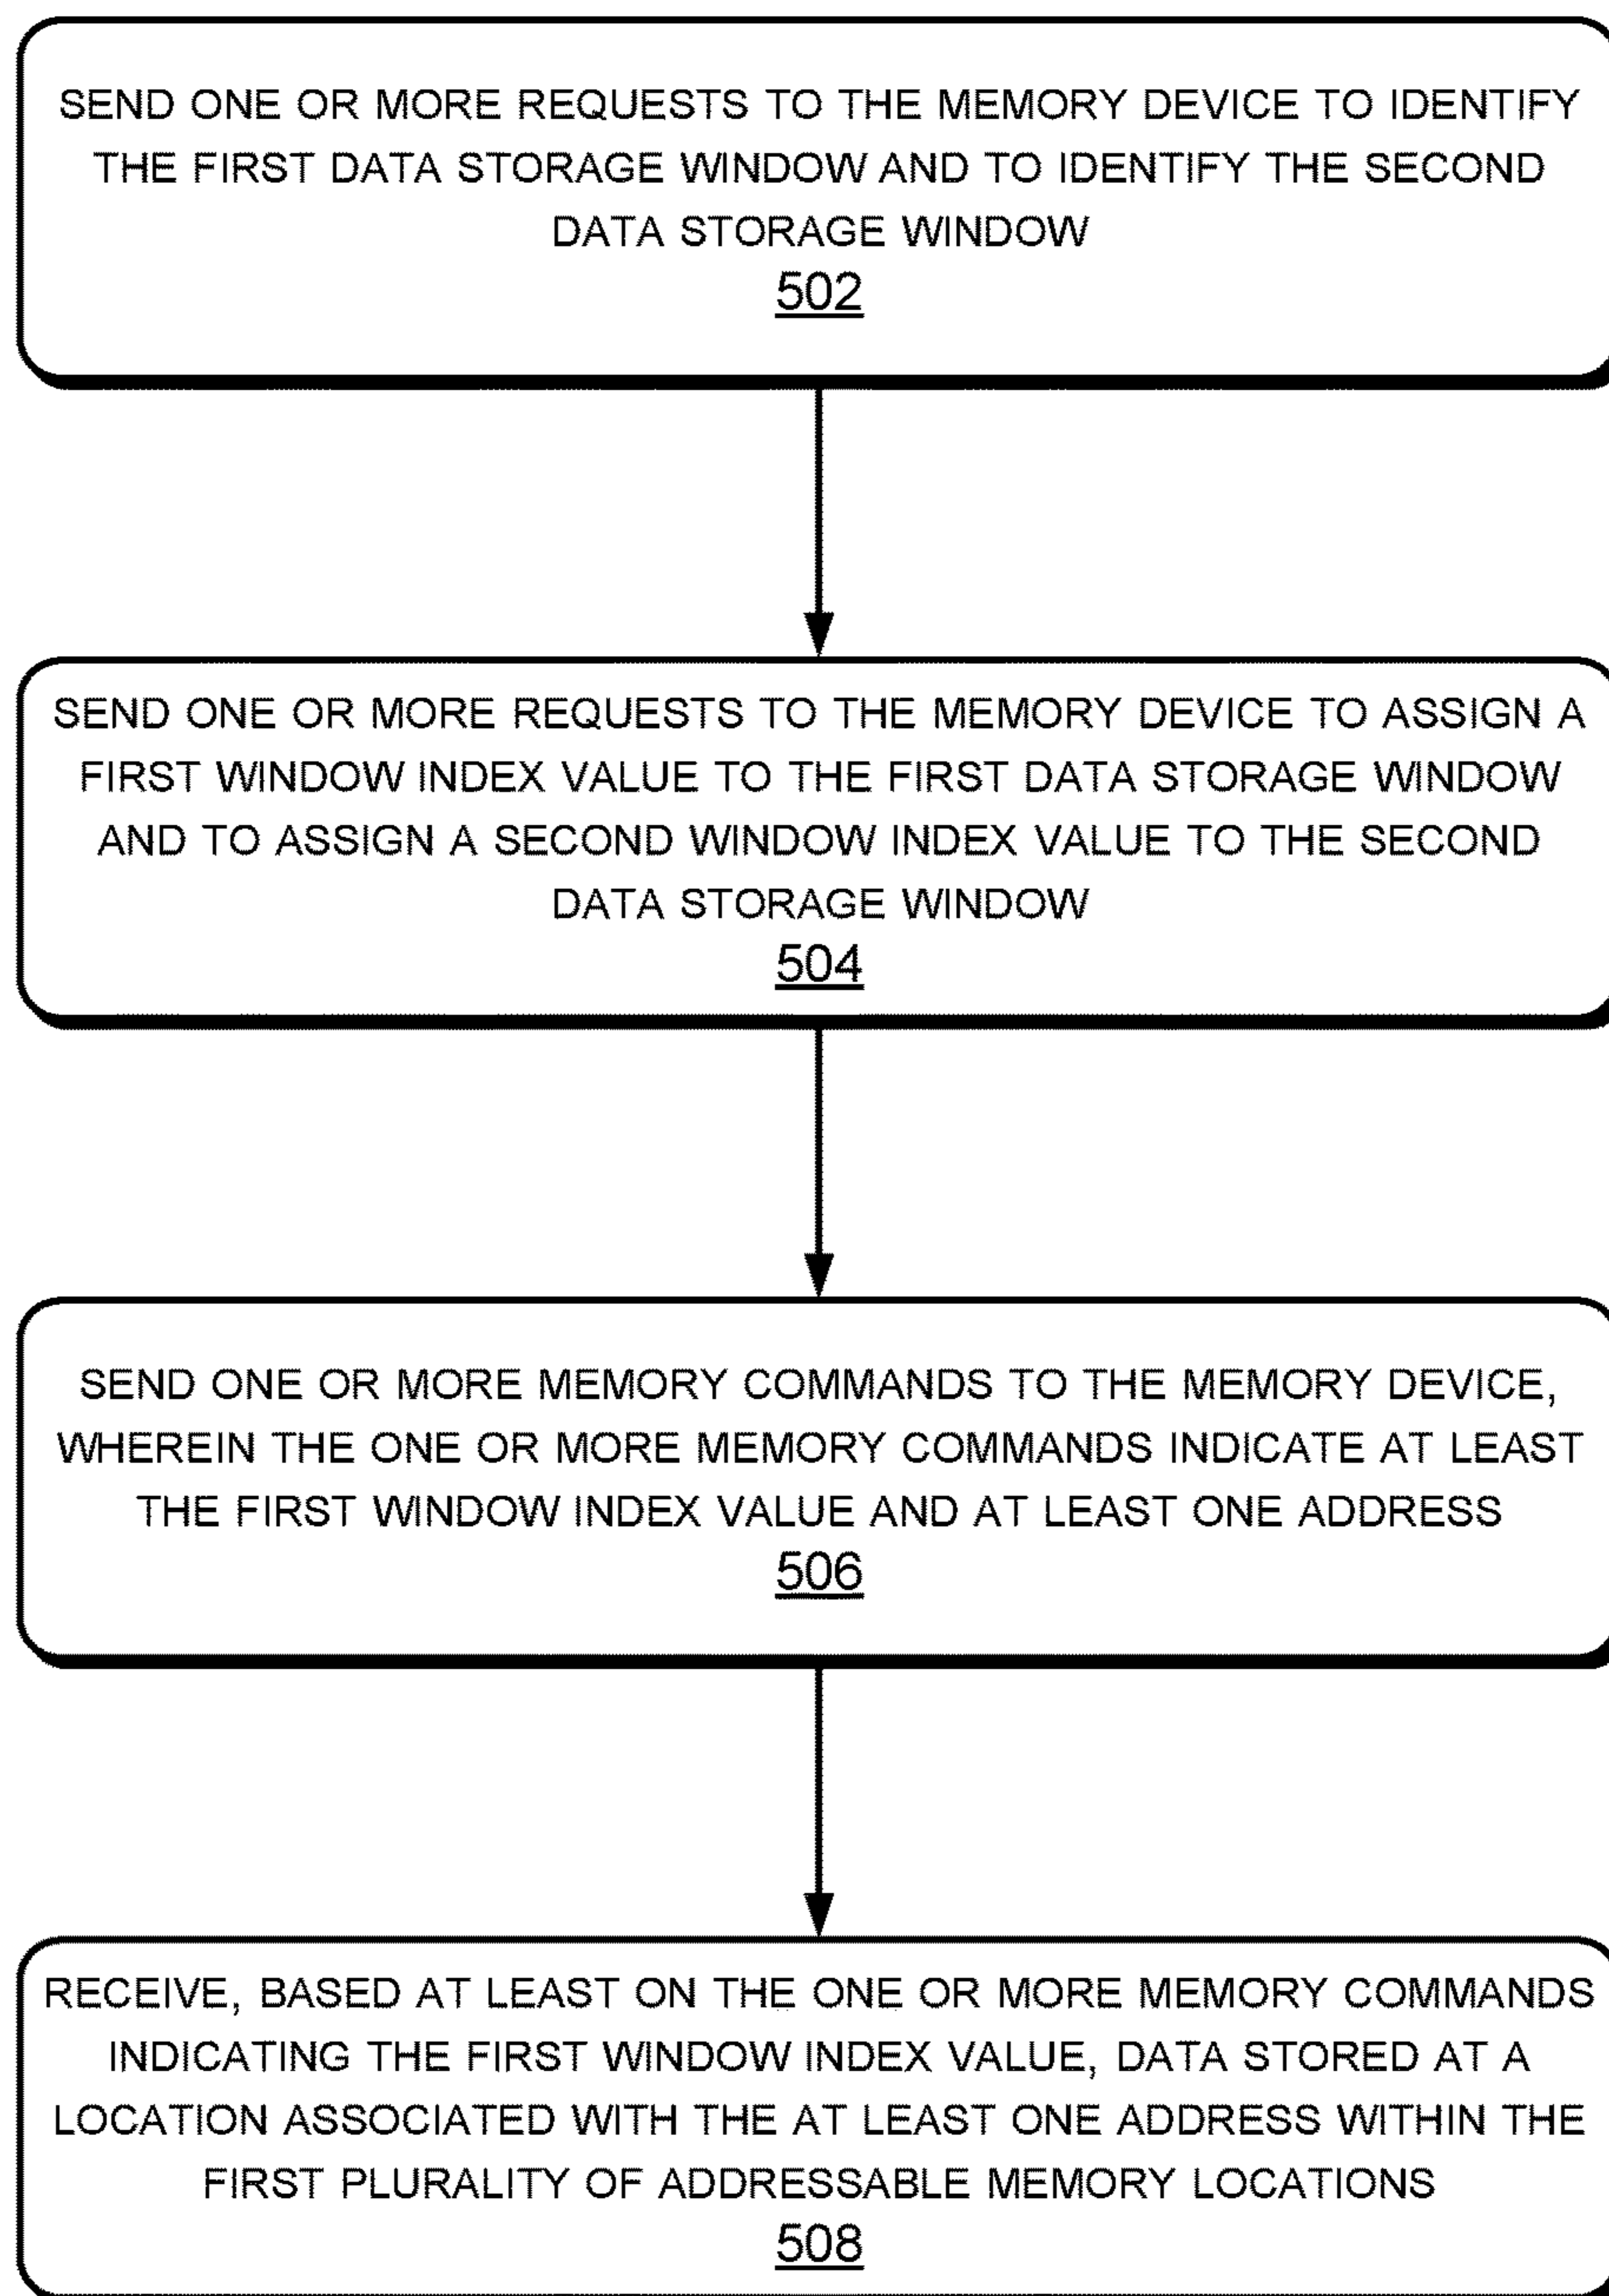 SEND ONE OR MORE REQUESTS TO THE MEMORY DEVICE TO IDENTIFY
THE FIRST DATA STORAGE WINDOW AND TO IDENTIFY THE SECOND
DATA STORAGE WINDOW
502
SEND ONE OR MORE REQUESTS TO THE MEMORY DEVICE TO ASSIGN A
FIRST WINDOW INDEX VALUE TO THE FIRST DATA STORAGE WINDOW
AND TO ASSIGN A SECOND WINDOW INDEX VALUE TO THE SECOND
DATA STORAGE WINDOW
504
SEND ONE OR MORE MEMORY COMMANDS TO THE MEMORY DEVICE,
WHEREIN THE ONE OR MORE MEMORY COMMANDS INDICATE AT LEAST
THE FIRST WINDOW INDEX VALUE AND AT LEAST ONE ADDRESS
506
RECEIVE, BASED AT LEAST ON THE ONE OR MORE MEMORY COMMANDS
INDICATING THE FIRST WINDOW INDEX VALUE, DATA STORED AT A
LOCATION ASSOCIATED WITH THE AT LEAST ONE ADDRESS WITHIN THE
FIRST PLURALITY OF ADDRESSABLE MEMORY LOCATIONS
508